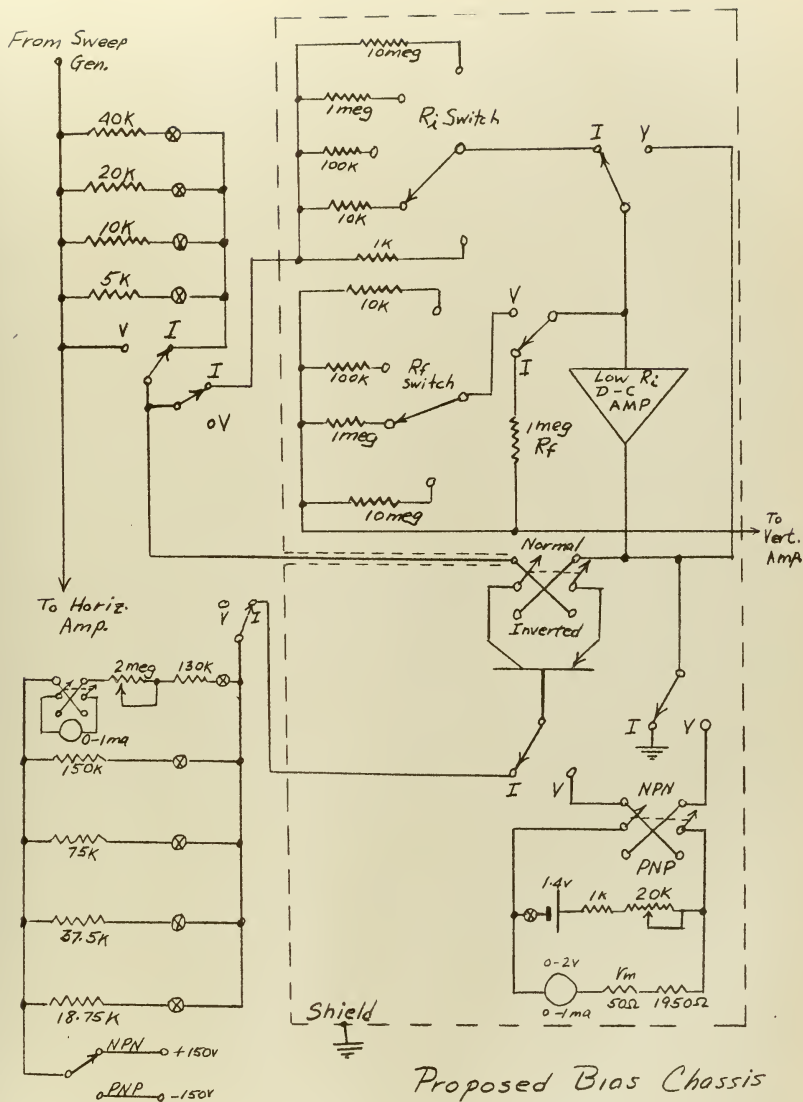 From Sweep
Gen.
40K
20K
10K
5K
V
I
I
V
To Horiz.
Amp.
10meg
1meg
Ri Switch
100K
10K
1K
I
V
10K
100K
Rf
switch
1meg
10meg
V
I
1meg
Rf
Low Ri
D-C
AMP
To
Vert.
Amp.
Normal
Inverted
V
I
2meg
130K
0-1ma
150K
75K
37.5K
18.75K
NPN
+150v
PNP
-150v
I
V
I
V
NPN
PNP
1.4v
1K
20K
0-2v
0-1ma
rm
50Ω
1950Ω
Shield
Proposed Bias Chassis